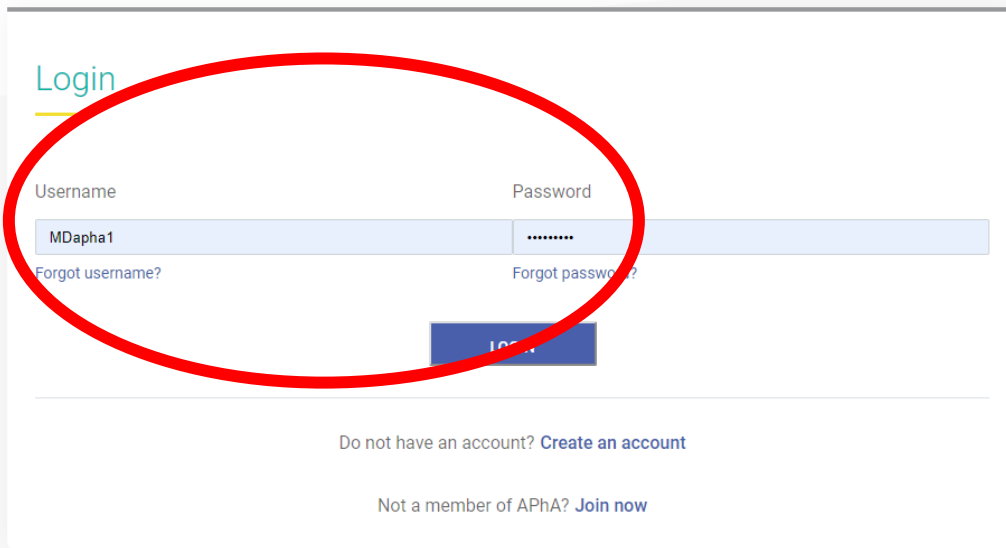 Login
Username Password
MDapha1 •••••••••
Forgot username? Forgot password?
LOGIN
Do not have an account? Create an account
Not a member of APhA? Join now